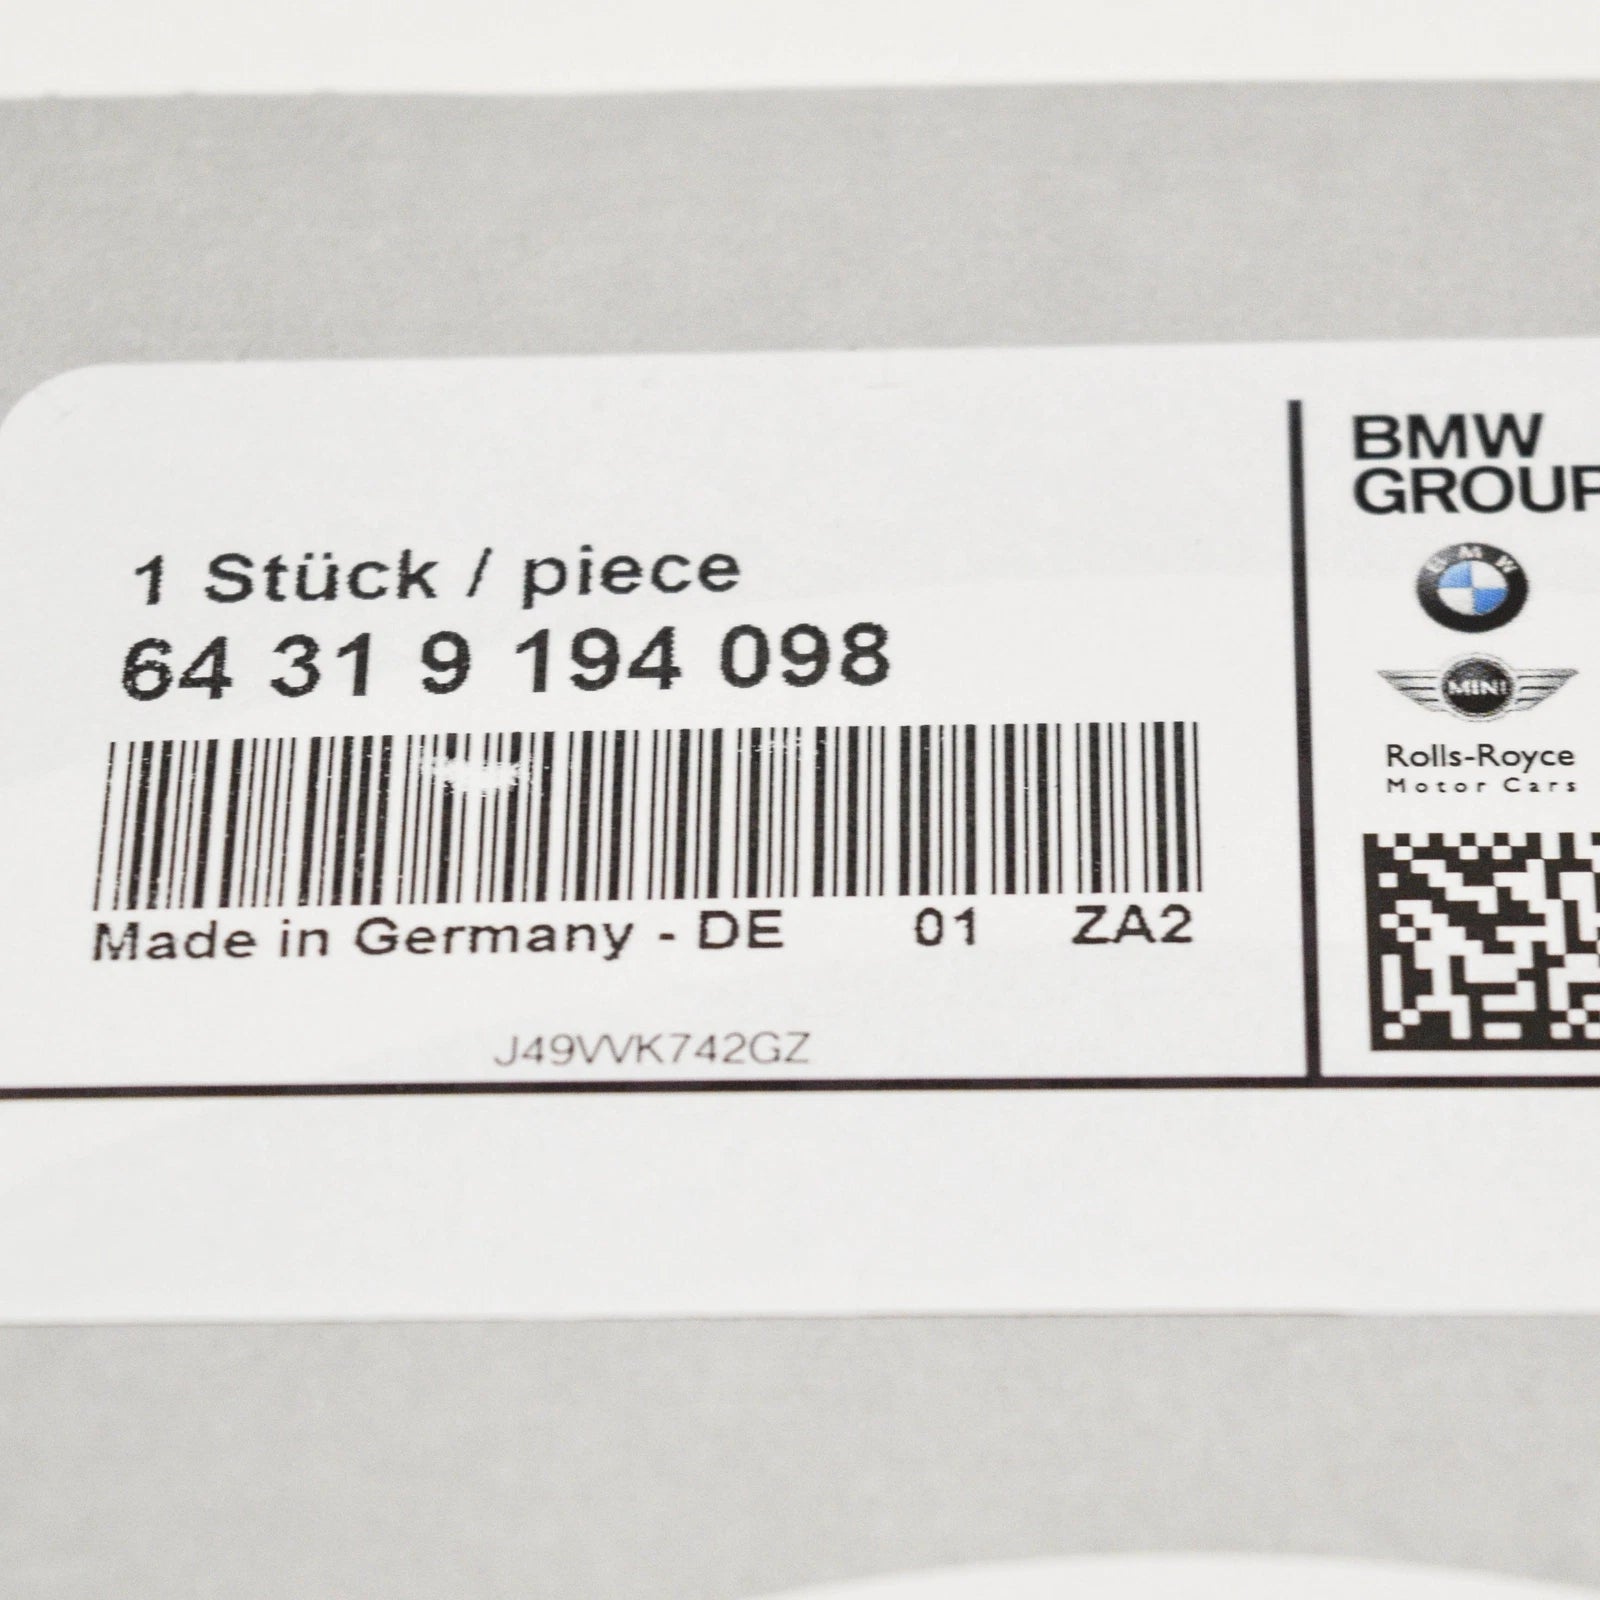 1 Stück / piece
64 31 9 194 098
Made in Germany - DE 01 ZA2
J49VVK742GZ
BMW
GROUP
BMW
MINI
Rolls-Royce
Motor Cars